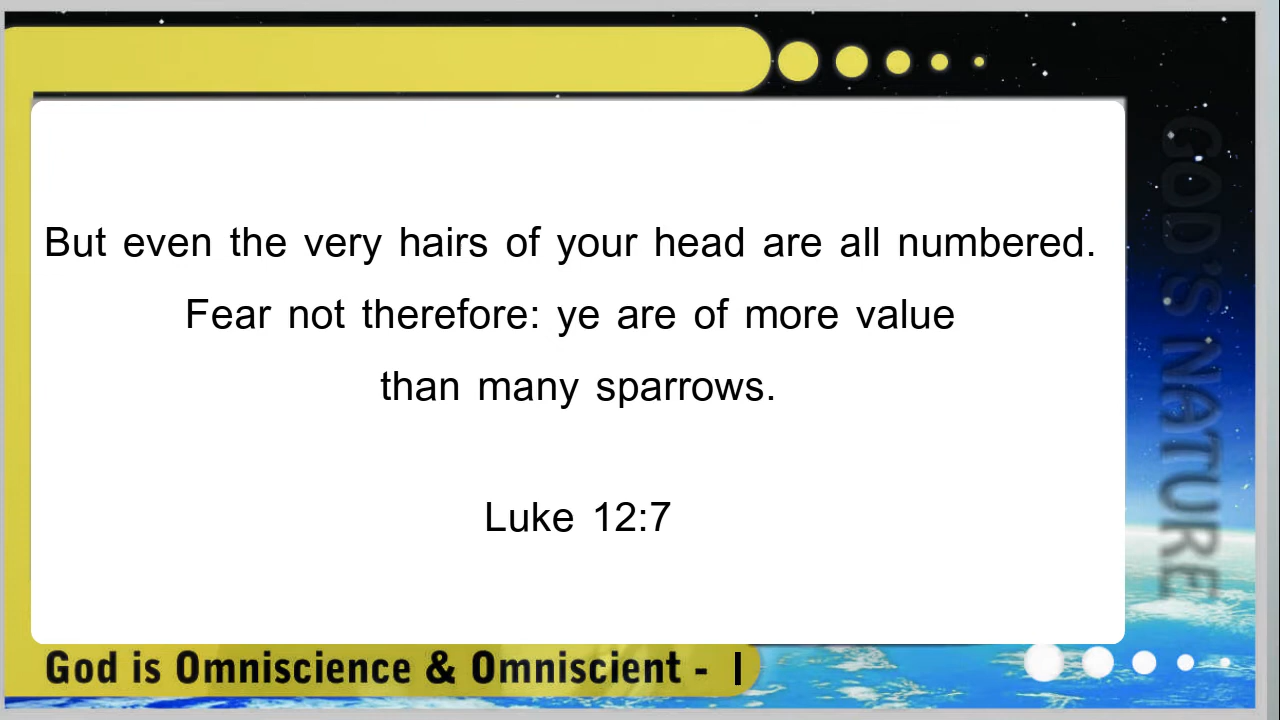 But even the very hairs of your head are all numbered.
Fear not therefore: ye are of more value
than many sparrows.
Luke 12:7
GOD'S NATURE
God is Omniscience & Omniscient - I